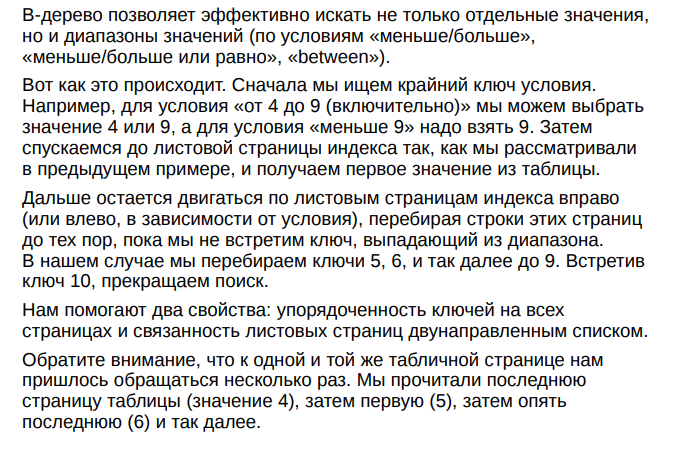 В-дерево позволяет эффективно искать не только отдельные значения,
но и диапазоны значений (по условиям «меньше/больше»,
«меньше/больше или равно», «between»).
Вот как это происходит. Сначала мы ищем крайний ключ условия.
Например, для условия «от 4 до 9 (включительно)» мы можем выбрать
значение 4 или 9, а для условия «меньше 9» надо взять 9. Затем
спускаемся до листовой страницы индекса так, как мы рассматривали
в предыдущем примере, и получаем первое значение из таблицы.
Дальше остается двигаться по листовым страницам индекса вправо
(или влево, в зависимости от условия), перебирая строки этих страниц
до тех пор, пока мы не встретим ключ, выпадающий из диапазона.
В нашем случае мы перебираем ключи 5, 6, и так далее до 9. Встретив
ключ 10, прекращаем поиск.
Нам помогают два свойства: упорядоченность ключей на всех
страницах и связанность листовых страниц двунаправленным списком.
Обратите внимание, что к одной и той же табличной странице нам
пришлось обращаться несколько раз. Мы прочитали последнюю
страницу таблицы (значение 4), затем первую (5), затем опять
последнюю (6) и так далее.